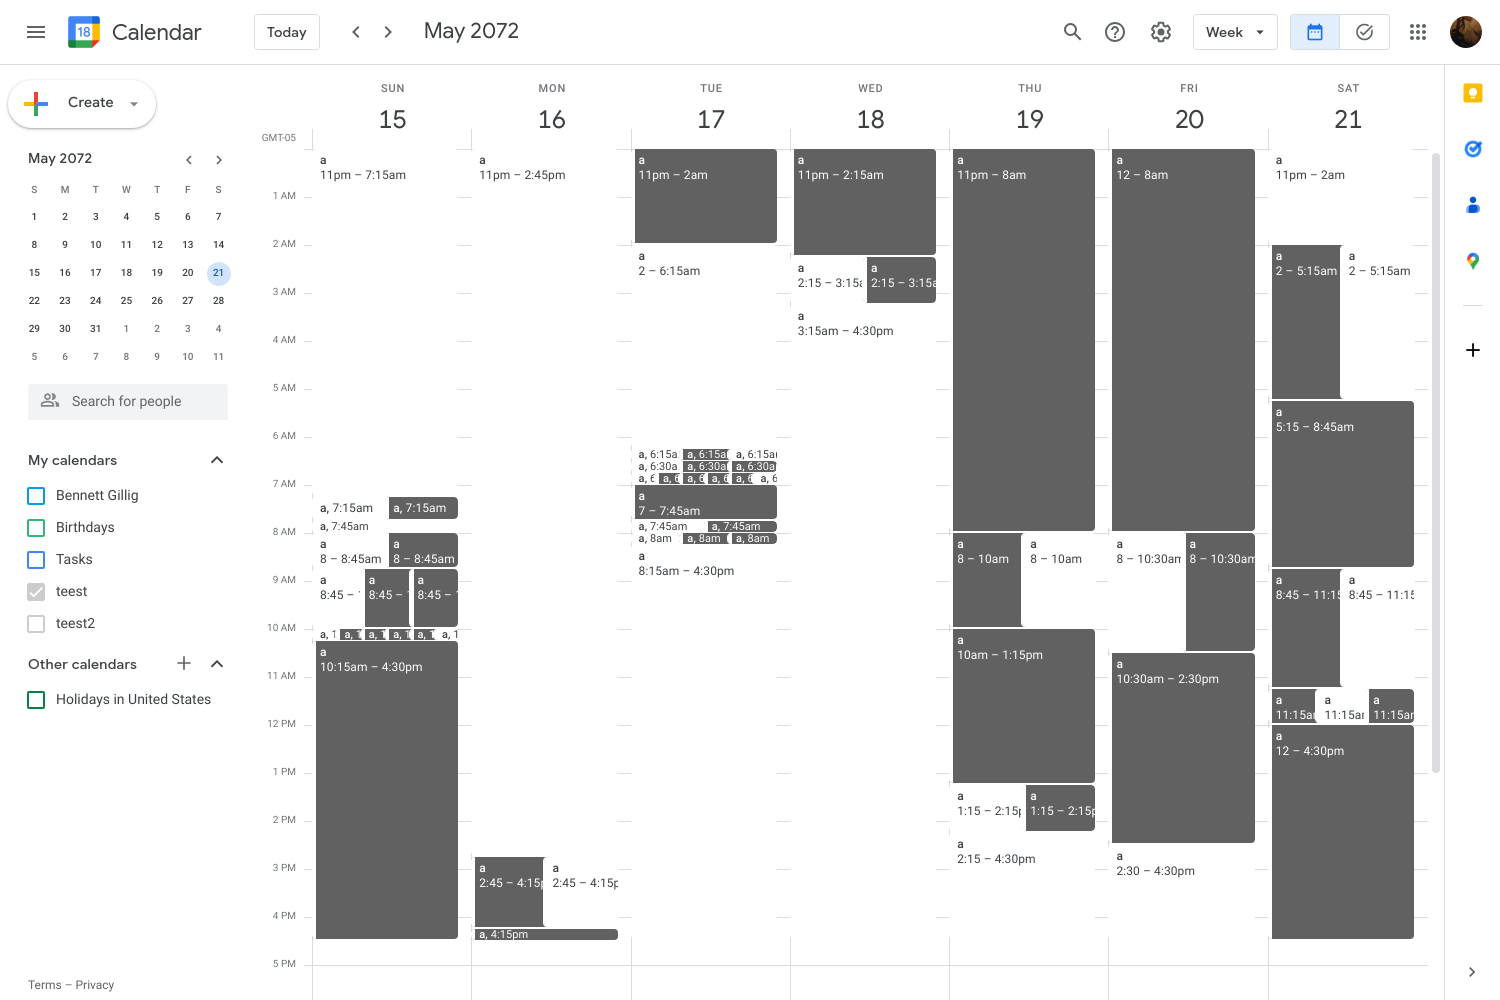 18 Calendar
Today
May 2072
Week
Create
May 2072
S M T W T F S
1 2 3 4 5 6 7
8 9 10 11 12 13 14
15 16 17 18 19 20 21
22 23 24 25 26 27 28
29 30 31 1 2 3 4
5 6 7 8 9 10 11
Search for people
My calendars
Bennett Gillig
Birthdays
Tasks
teest
teest2
Other calendars
Holidays in United States
Terms – Privacy
GMT-05
1 AM
2 AM
3 AM
4 AM
5 AM
6 AM
7 AM
8 AM
9 AM
10 AM
11 AM
12 PM
1 PM
2 PM
3 PM
4 PM
5 PM
SUN
15
a
11pm – 7:15am
a, 7:15am
a, 7:15am
a, 7:45am
a
8 – 8:45am
a
8 – 8:45am
a
8:45 –
a
8:45 –
a
8:45 –
a, 1
a, 1
a, 1
a, 1
a, 1
a, 1
a
10:15am – 4:30pm
MON
16
a
11pm – 2:45pm
a
2:45 – 4:15p
a
2:45 – 4:15p
a, 4:15pm
TUE
17
a
11pm – 2am
a
2 – 6:15am
a, 6:15a
a, 6:15a
a, 6:15a
a, 6:30a
a, 6:30a
a, 6:30a
a, 6
a, 6
a, 6
a, 6
a, 6
a, 6
a
7 – 7:45am
a, 7:45am
a, 7:45am
a, 8am
a, 8am
a, 8am
a
8:15am – 4:30pm
WED
18
a
11pm – 2:15am
a
2:15 – 3:15a
a
2:15 – 3:15a
a
3:15am – 4:30pm
THU
19
a
11pm – 8am
a
8 – 10am
a
8 – 10am
a
10am – 1:15pm
a
1:15 – 2:15p
a
1:15 – 2:15p
a
2:15 – 4:30pm
FRI
20
a
12 – 8am
a
8 – 10:30am
a
8 – 10:30am
a
10:30am – 2:30pm
a
2:30 – 4:30pm
SAT
21
a
11pm – 2am
a
2 – 5:15am
a
2 – 5:15am
a
5:15 – 8:45am
a
8:45 – 11:15
a
8:45 – 11:15
a
11:15a
a
11:15a
a
11:15a
a
12 – 4:30pm